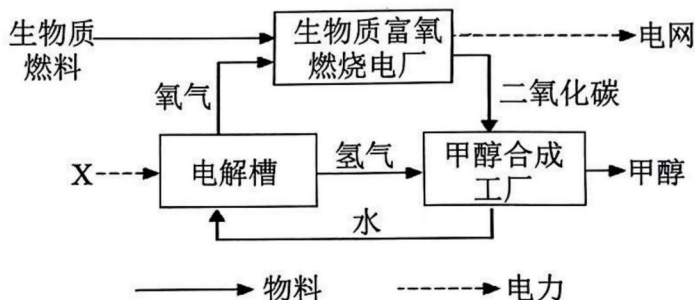 生物质
燃料
生物质富氧
燃烧电厂
电网
氧气
二氧化碳
X
电解槽
氢气
甲醇合成
工厂
甲醇
水
物料
电力